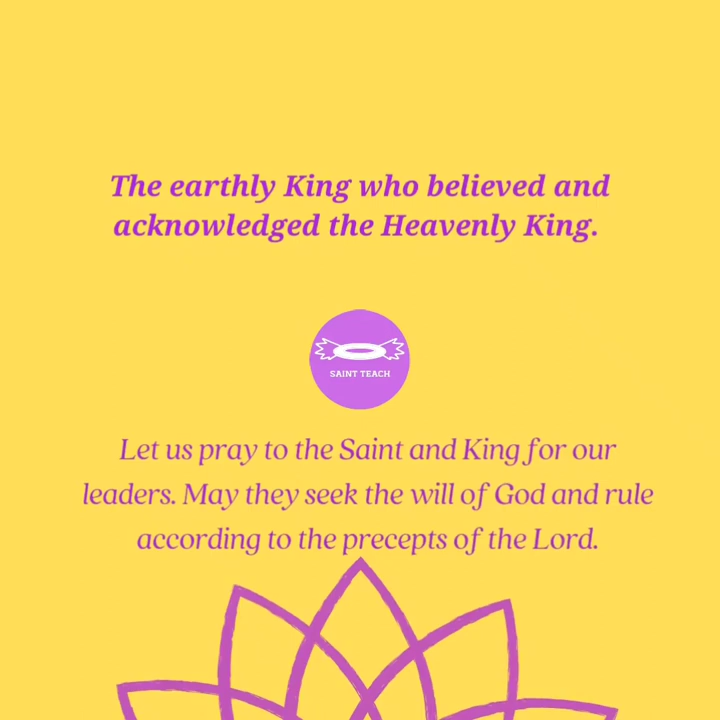 The earthly King who believed and
acknowledged the Heavenly King.
SAINT TEACH
Let us pray to the Saint and King for our
leaders. May they seek the will of God and rule
according to the precepts of the Lord.